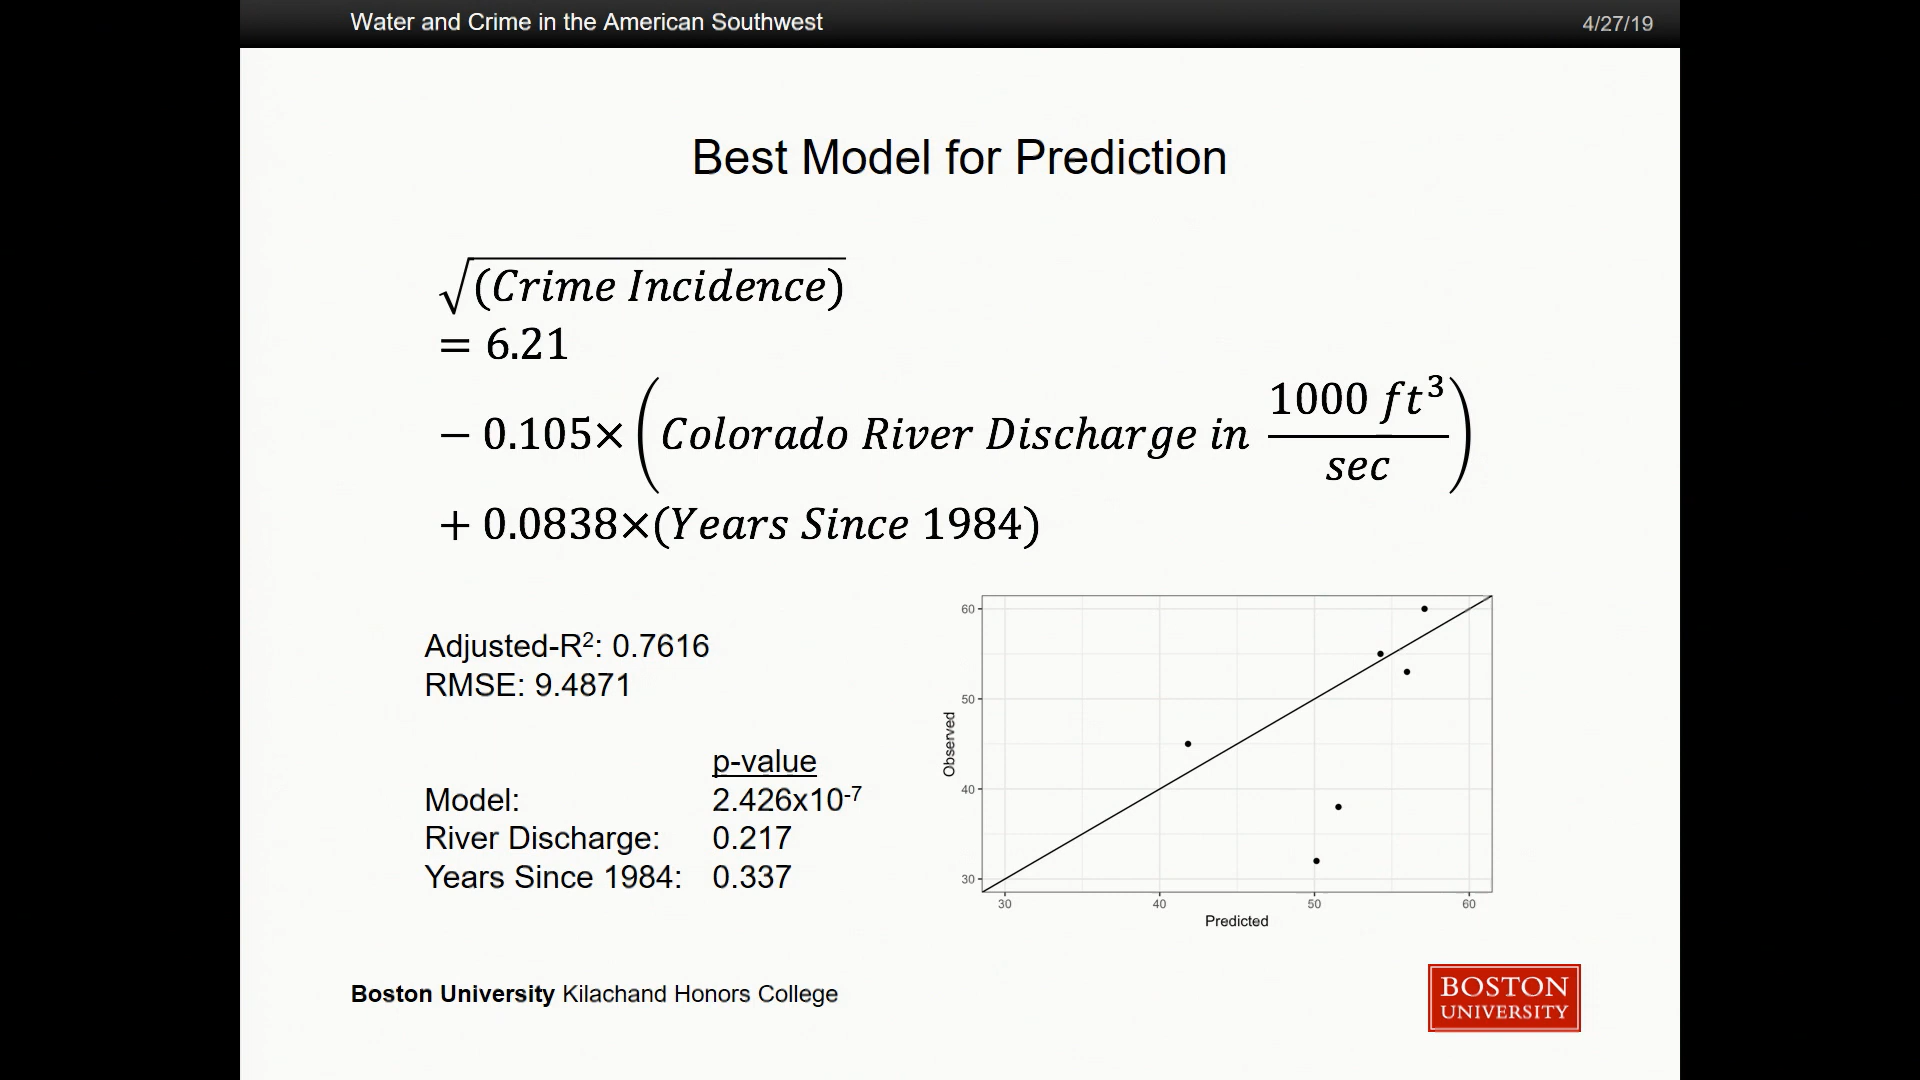 Water and Crime in the American Southwest
4/27/19
Best Model for Prediction
√(Crime Incidence)
= 6.21
− 0.105×(Colorado River Discharge in 1000 ft³/sec)
+ 0.0838×(Years Since 1984)
Adjusted-R²: 0.7616
RMSE: 9.4871
p-value
Model: 2.426x10⁻⁷
River Discharge: 0.217
Years Since 1984: 0.337
60
50
40
30
Observed
30 40 50 60
Predicted
Boston University Kilachand Honors College
BOSTON
UNIVERSITY